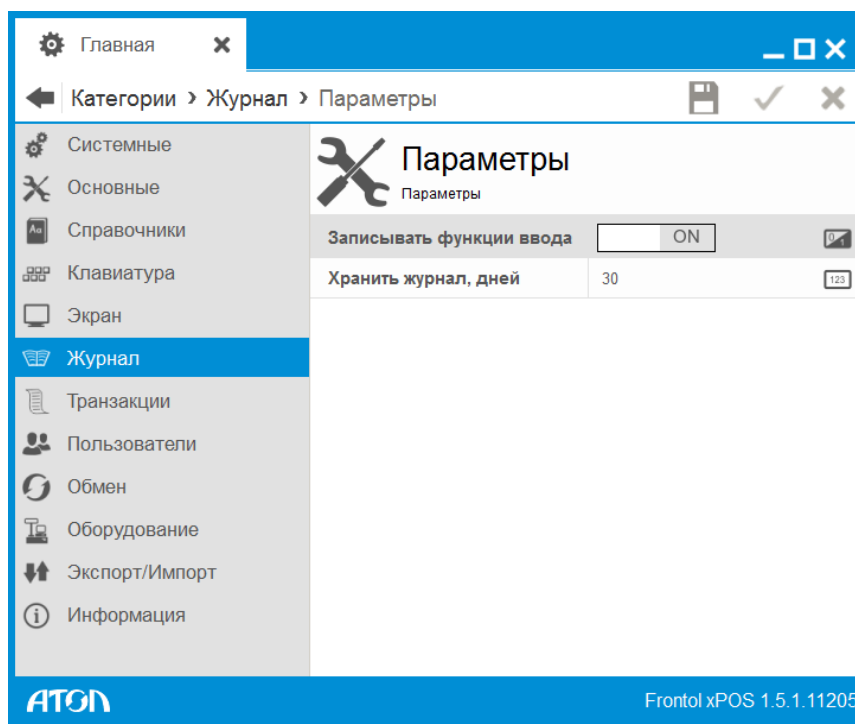 Главная
Категории › Журнал › Параметры
Системные
Основные
Справочники
Клавиатура
Экран
Журнал
Транзакции
Пользователи
Обмен
Оборудование
Экспорт/Импорт
Информация
Параметры
Параметры
Записывать функции ввода ON
Хранить журнал, дней 30 123
АТОЛ
Frontol xPOS 1.5.1.11205